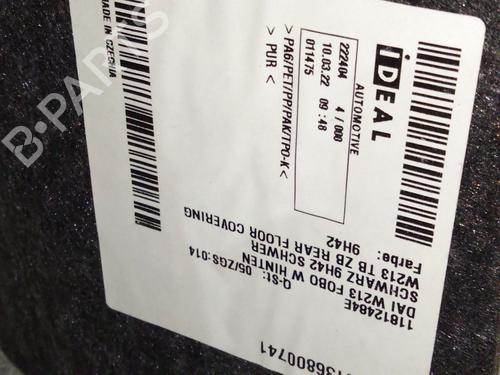 iDEAL
AUTOMOTIVE
222404 4 / 000
10.03.22 09:48
011475
> PA6/PET/PP/PAK/TPO-K <
> PUR <
MADE IN CZECHIA
11812484E
DAI W213 FOBO W HINTEN
SCHWARZ 9H42 SCHWER
W213 TB ZB REAR FLOOR COVERING
Farbe: 9H42
Q-St: 05/ZGS:014
136800741
B-PARTS